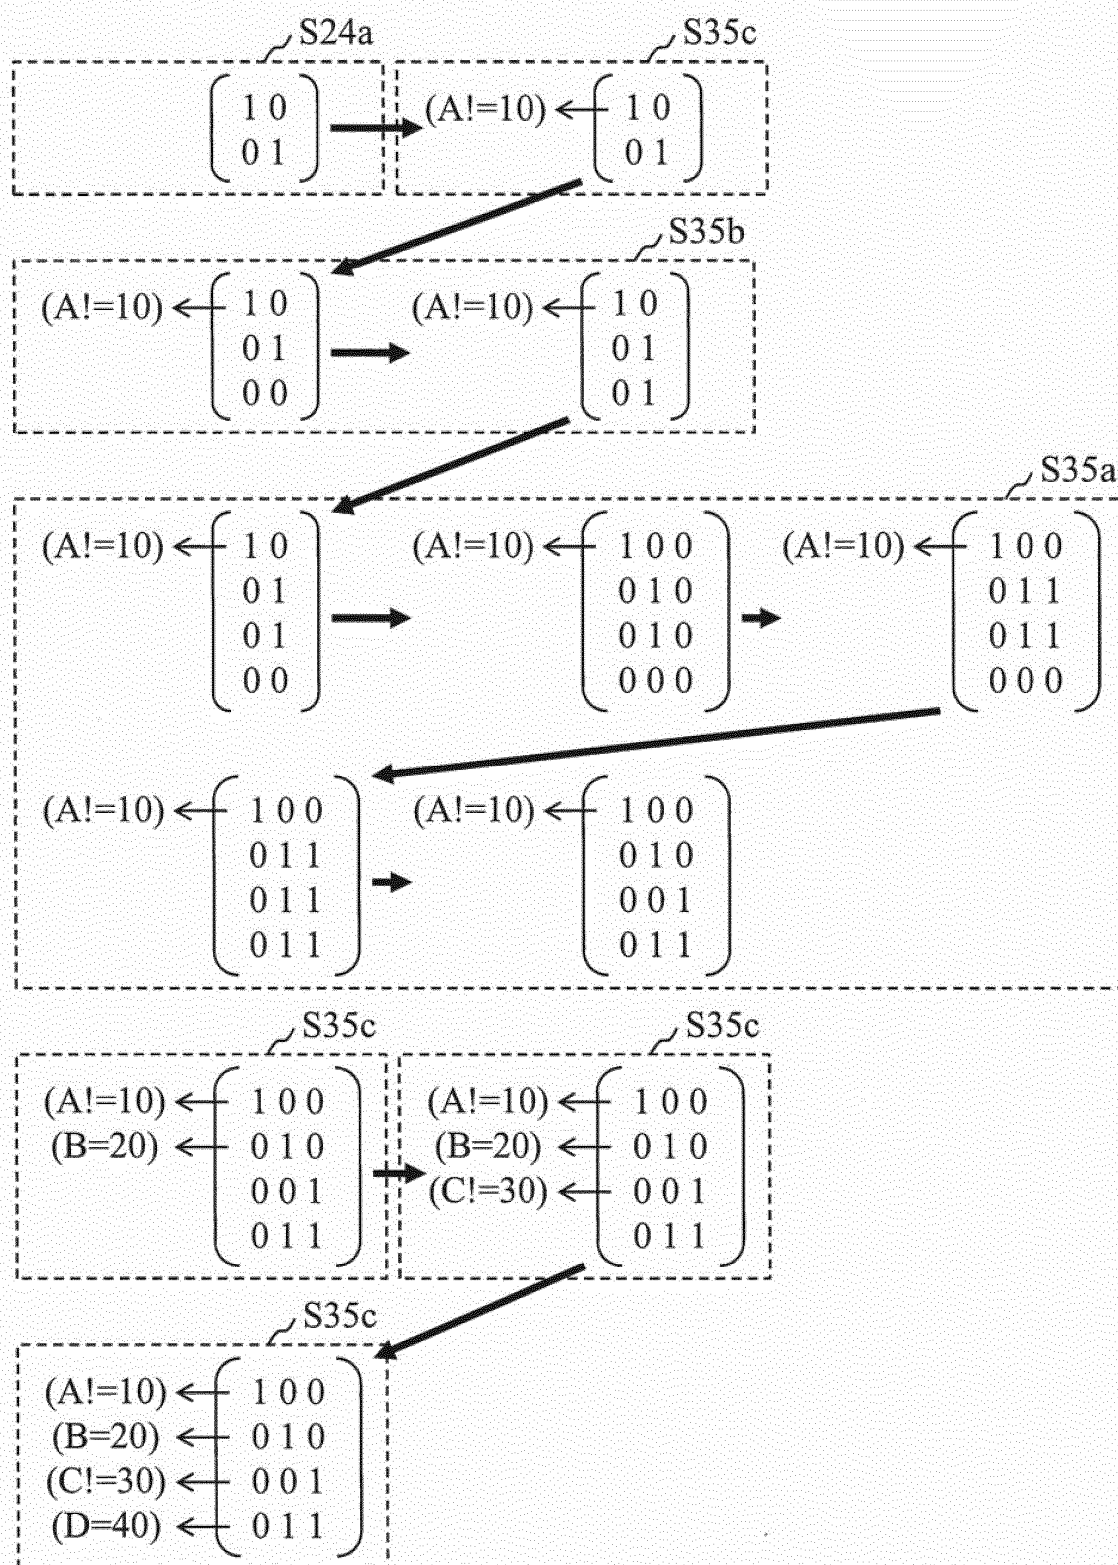 S24a S35c
(A!=10) 1 0 1 0
0 1 0 1
S35b
(A!=10) 1 0 (A!=10) 1 0
0 1 0 1
0 0 0 1
S35a
(A!=10) 1 0 (A!=10) 1 0 0 (A!=10) 1 0 0
0 1 0 1 0 0 1 1
0 1 0 1 0 0 1 1
0 0 0 0 0 0 0 0
(A!=10) 1 0 0 (A!=10) 1 0 0
0 1 1 0 1 0
0 1 1 0 0 1
0 1 1 0 1 1
S35c S35c
(A!=10) 1 0 0 (A!=10) 1 0 0
(B=20) 0 1 0 (B=20) 0 1 0
0 0 1 (C!=30) 0 0 1
0 1 1 0 1 1
S35c
(A!=10) 1 0 0
(B=20) 0 1 0
(C!=30) 0 0 1
(D=40) 0 1 1